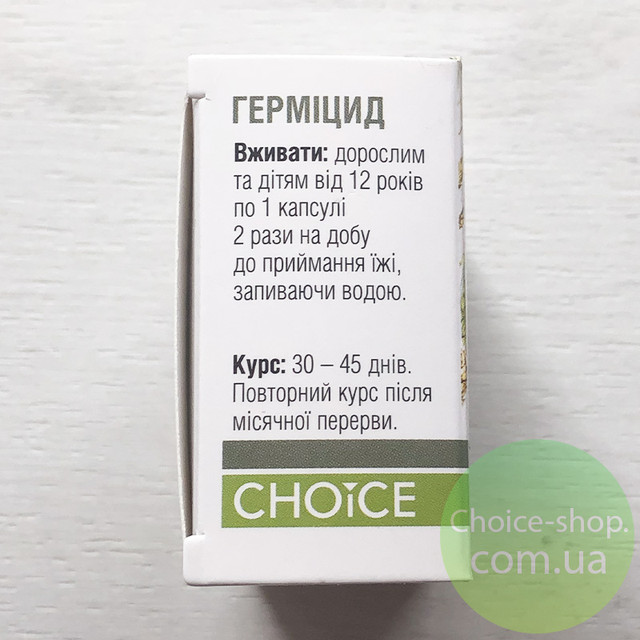 ГЕРМІЦИД
Вживати: дорослим
та дітям від 12 років
по 1 капсулі
2 рази на добу
до приймання їжі,
запиваючи водою.
Курс: 30 – 45 днів.
Повторний курс після
місячної перерви.
CHOiCE
Choice-shop.
com.ua